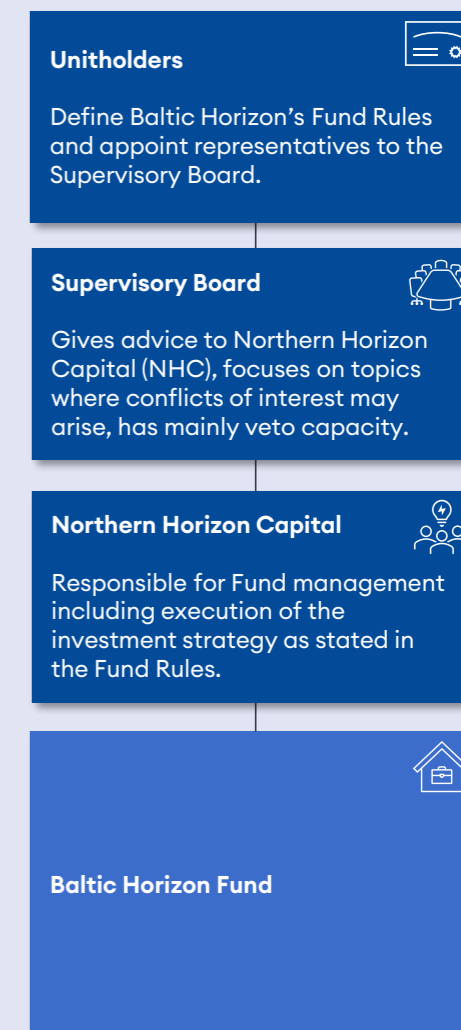 Unitholders
Define Baltic Horizon’s Fund Rules
and appoint representatives to the
Supervisory Board.
Supervisory Board
Gives advice to Northern Horizon
Capital (NHC), focuses on topics
where conflicts of interest may
arise, has mainly veto capacity.
Northern Horizon Capital
Responsible for Fund management
including execution of the
investment strategy as stated in
the Fund Rules.
Baltic Horizon Fund